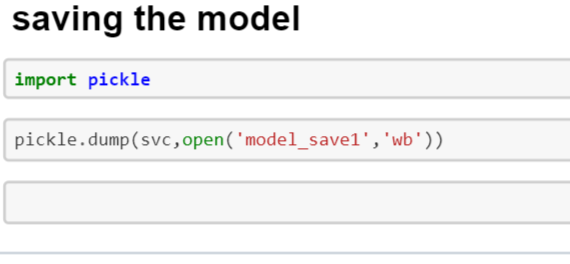 saving the model
import pickle
pickle.dump(svc,open('model_save1','wb'))